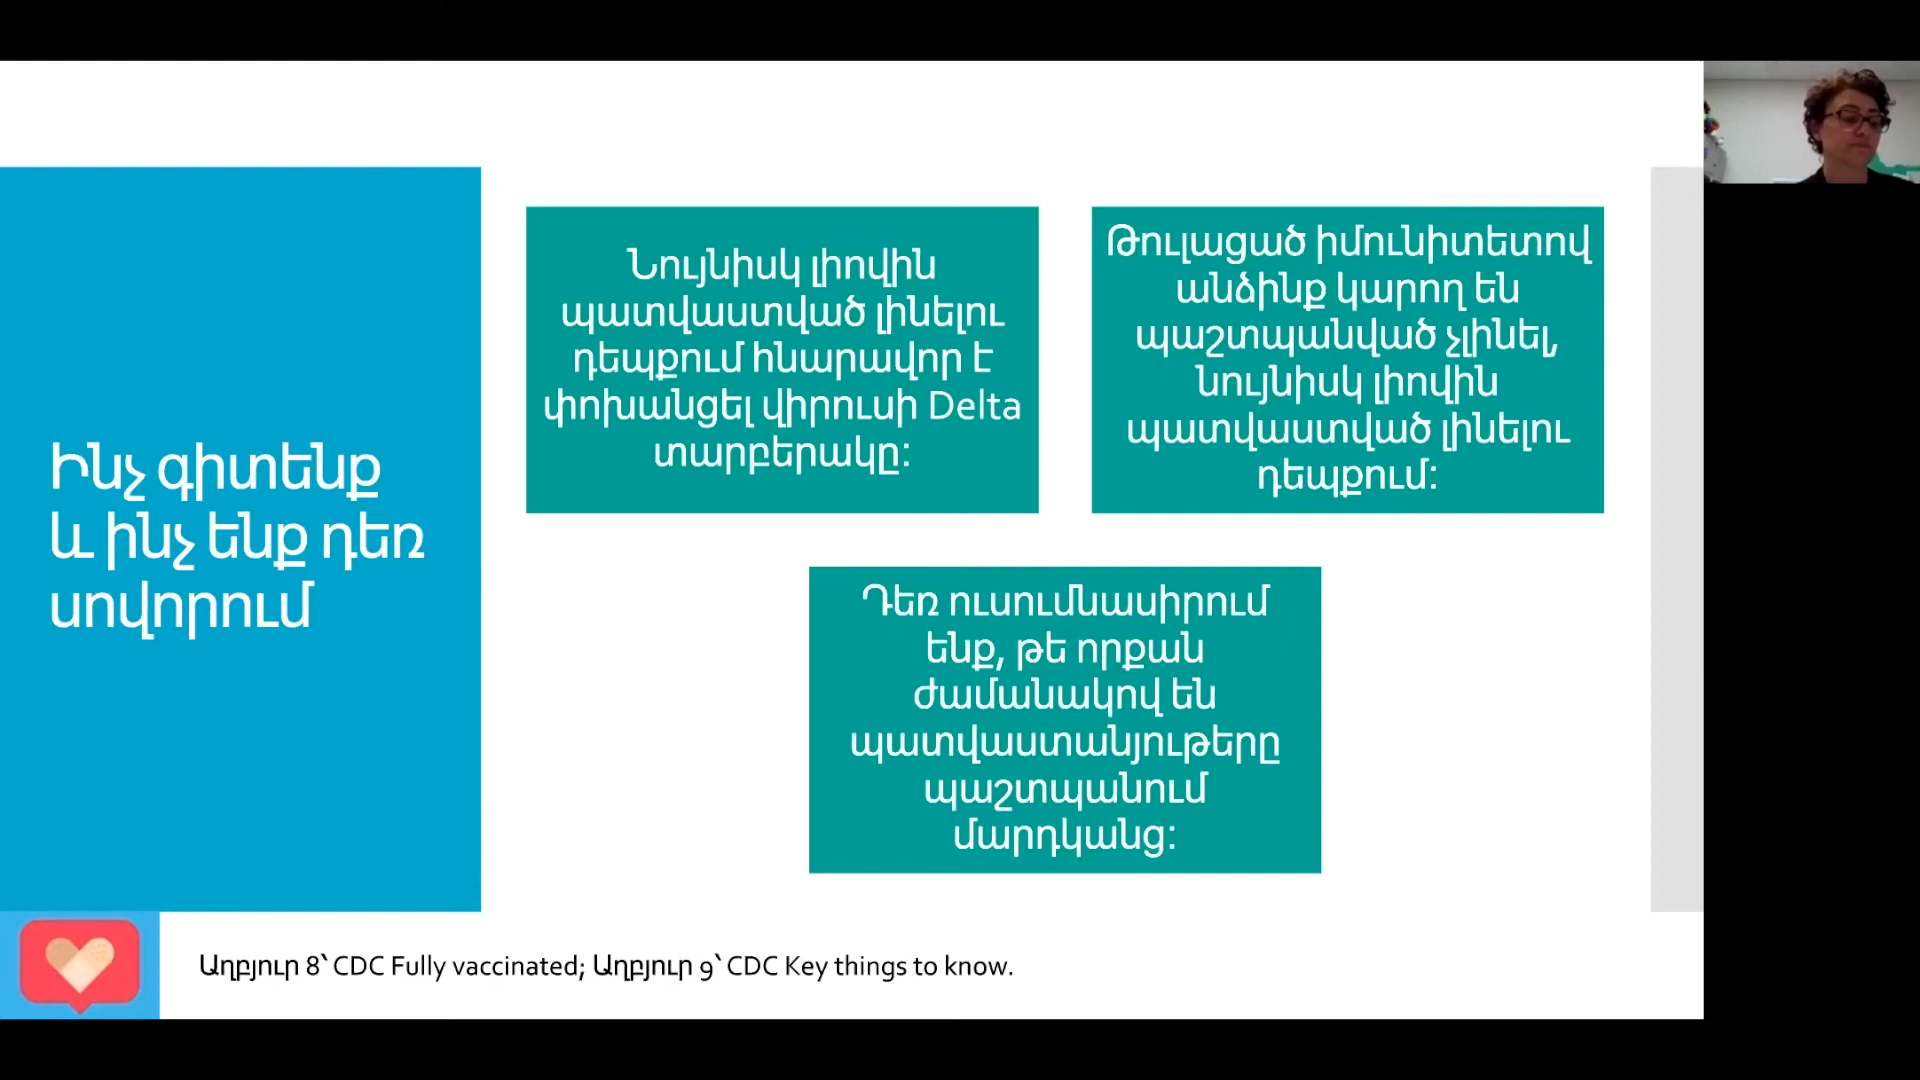 Ինչ գիտենք
և ինչ ենք դեռ
սովորում
Նույնիսկ լիովին
պատվաստված լինելու
դեպքում հնարավոր է
փոխանցել վիրուսի Delta
տարբերակը:
Թուլացած իմունիտետով
անձինք կարող են
պաշտպանված չլինել,
նույնիսկ լիովին
պատվաստված լինելու
դեպքում:
Դեռ ուսումնասիրում
ենք, թե որքան
ժամանակով են
պատվաստանյութերը
պաշտպանում
մարդկանց:
Աղբյուր 8՝ CDC Fully vaccinated; Աղբյուր 9՝ CDC Key things to know.